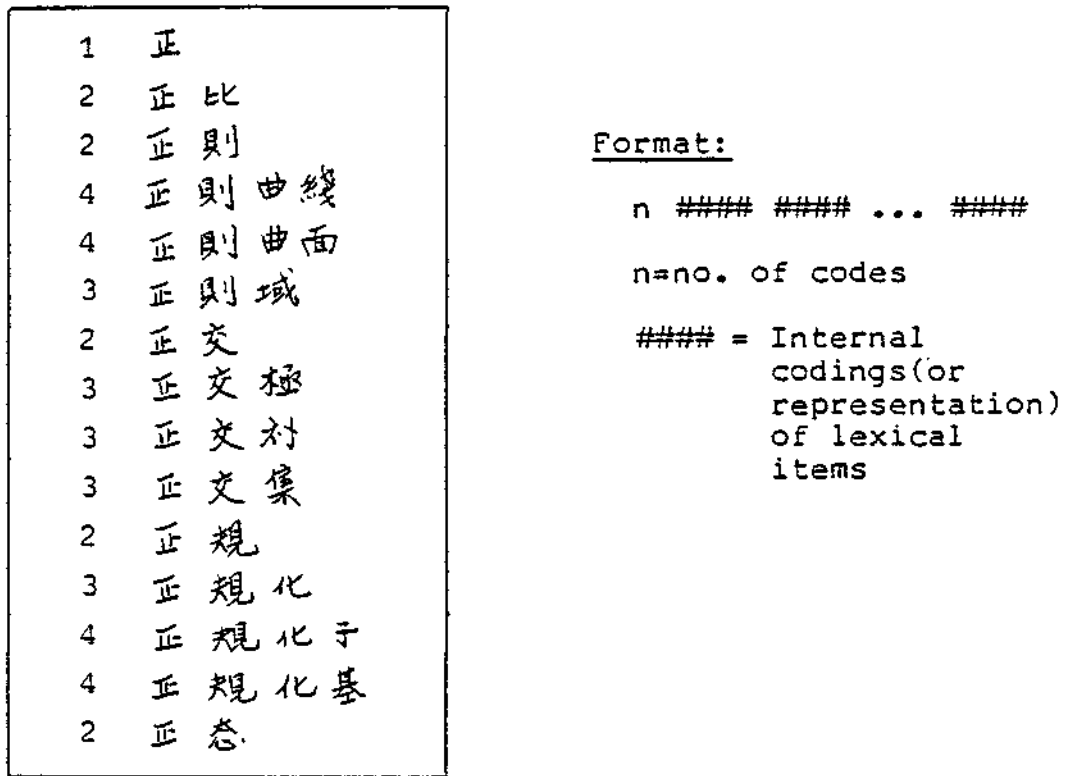 1 正
2 正比
2 正則
4 正則曲綫
4 正則曲面
3 正則域
2 正交
3 正交極
3 正交对
3 正交集
2 正規
3 正規化
4 正規化子
4 正規化基
2 正态
Format:
n #### #### ... ####
n=no. of codes
#### = Internal
codings(or
representation)
of lexical
items